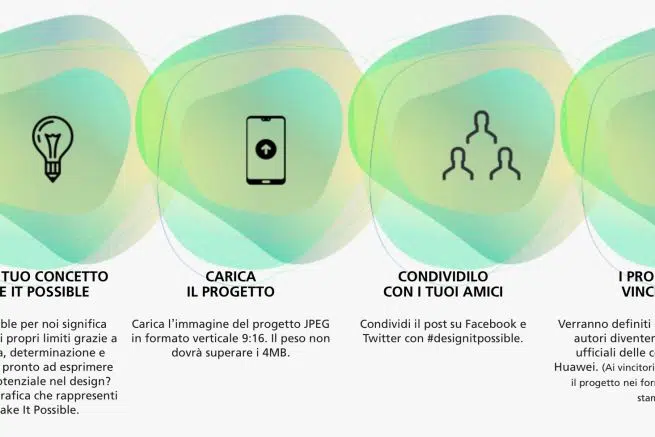 TUO CONCETTO
E IT POSSIBLE
ble per noi significa
i propri limiti grazie a
a, determinazione e
pronto ad esprimere
otenziale nel design?
rafica che rappresenti
ake It Possible.
CARICA
IL PROGETTO
Carica l'immagine del progetto JPEG
in formato verticale 9:16. Il peso non
dovrà superare i 4MB.
CONDIVIDILO
CON I TUOI AMICI
Condividi il post su Facebook e
Twitter con #designitpossible.
I PRO
VINC
Verranno definiti
autori diventer
ufficiali delle c
Huawei. (Ai vincitori
il progetto nei for
stam